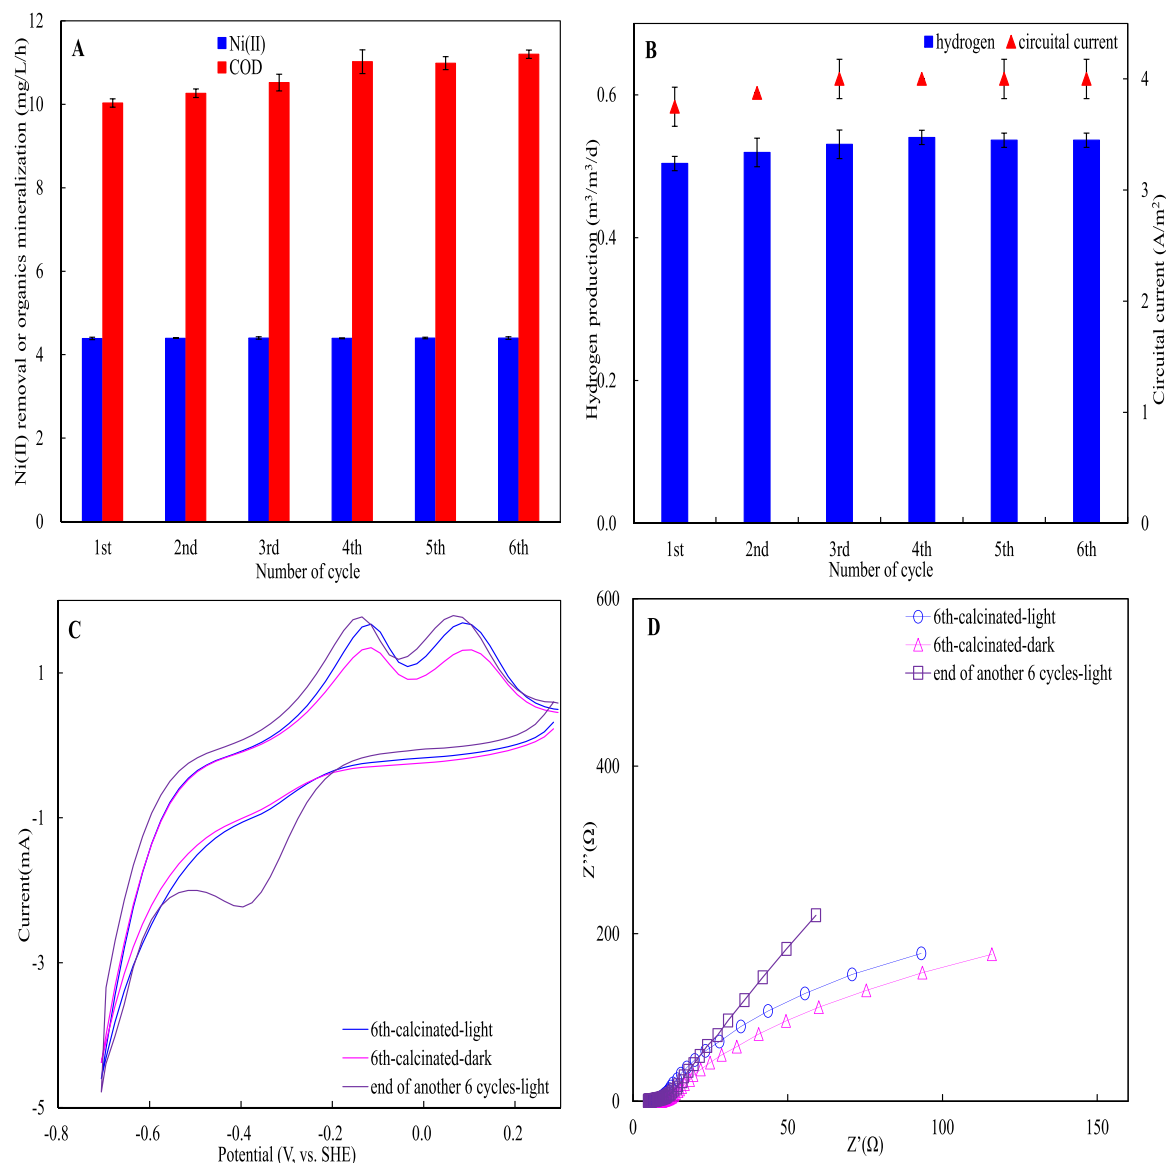 A
Ni(II)
COD
Ni(II) removal or organics mineralization (mg/L/h)
12
10
8
6
4
2
0
1st 2nd 3rd 4th 5th 6th
Number of cycle
B
hydrogen circuital current
Hydrogen production (m³/m³/d)
0.6
0.4
0.2
0.0
Circuital current (A/m²)
4
3
2
1
0
1st 2nd 3rd 4th 5th 6th
Number of cycle
C
Current(mA)
1
-1
-3
-5
6th-calcinated-light
6th-calcinated-dark
end of another 6 cycles-light
-0.8 -0.6 -0.4 -0.2 0.0 0.2
Potential (V, vs. SHE)
D
6th-calcinated-light
6th-calcinated-dark
end of another 6 cycles-light
Z’’(Ω)
600
400
200
0
0 50 100 150
Z’(Ω)